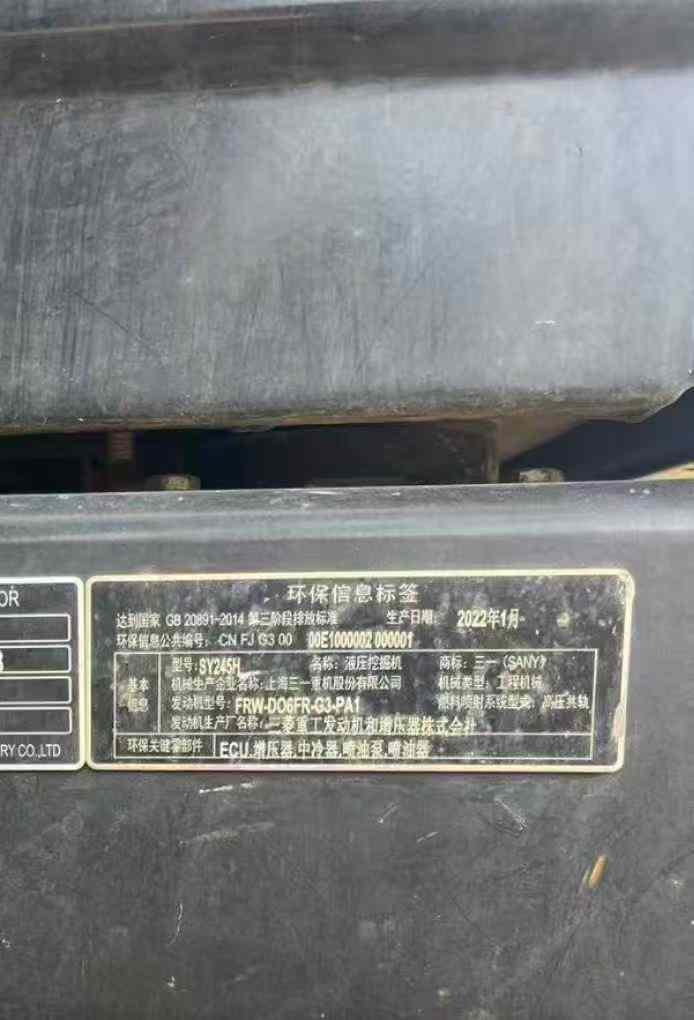 OR
RY CO.,LTD
环保信息标签
达到国家 GB 20891-2014 第三阶段排放标准 生产日期: 2022年1月
环保信息公共编号: CN FJ G3 00 00E1000002 000001
基本信息
型号: SY245H 名称: 液压挖掘机 商标: 三一 (SANY)
机械生产企业名称: 上海三一重机股份有限公司 机械类型: 工程机械
发动机型号: FRW-D06FR-G3-PA1 燃料喷射系统型式: 高压共轨
发动机生产厂名称: 三菱重工发动机和增压器株式会社
环保关键零部件 ECU,增压器,中冷器,喷油泵,喷油器